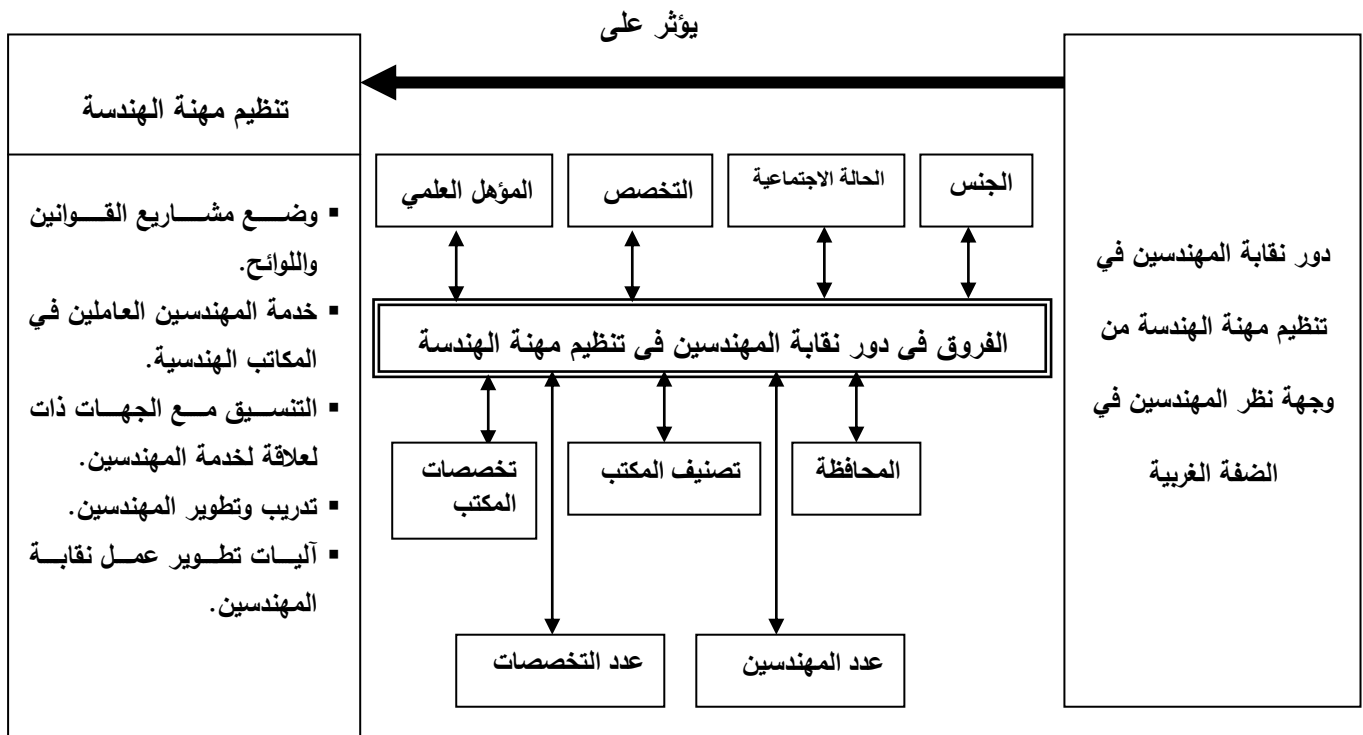 يؤثر على
دور نقابة المهندسين في
تنظيم مهنة الهندسة من
وجهة نظر المهندسين في
الضفة الغربية
الجنس
الحالة الاجتماعية
التخصص
المؤهل العلمي
الفروق في دور نقابة المهندسين في تنظيم مهنة الهندسة
المحافظة
تصنيف المكتب
تخصصات
المكتب
عدد المهندسين
عدد التخصصات
تنظيم مهنة الهندسة
▪ وضع مشاريع القوانين
واللوائح.
▪ خدمة المهندسين العاملين في
المكاتب الهندسية.
▪ التنسيق مع الجهات ذات
لعلاقة لخدمة المهندسين.
▪ تدريب وتطوير المهندسين.
▪ آليات تطوير عمل نقابة
المهندسين.